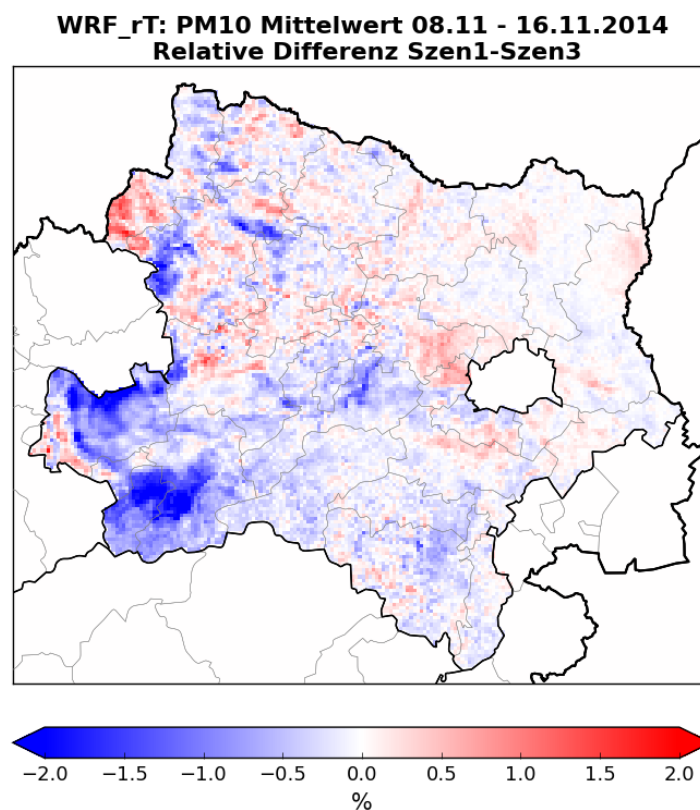 WRF_rT: PM10 Mittelwert 08.11 - 16.11.2014
Relative Differenz Szen1-Szen3
−2.0 −1.5 −1.0 −0.5 0.0 0.5 1.0 1.5 2.0
%